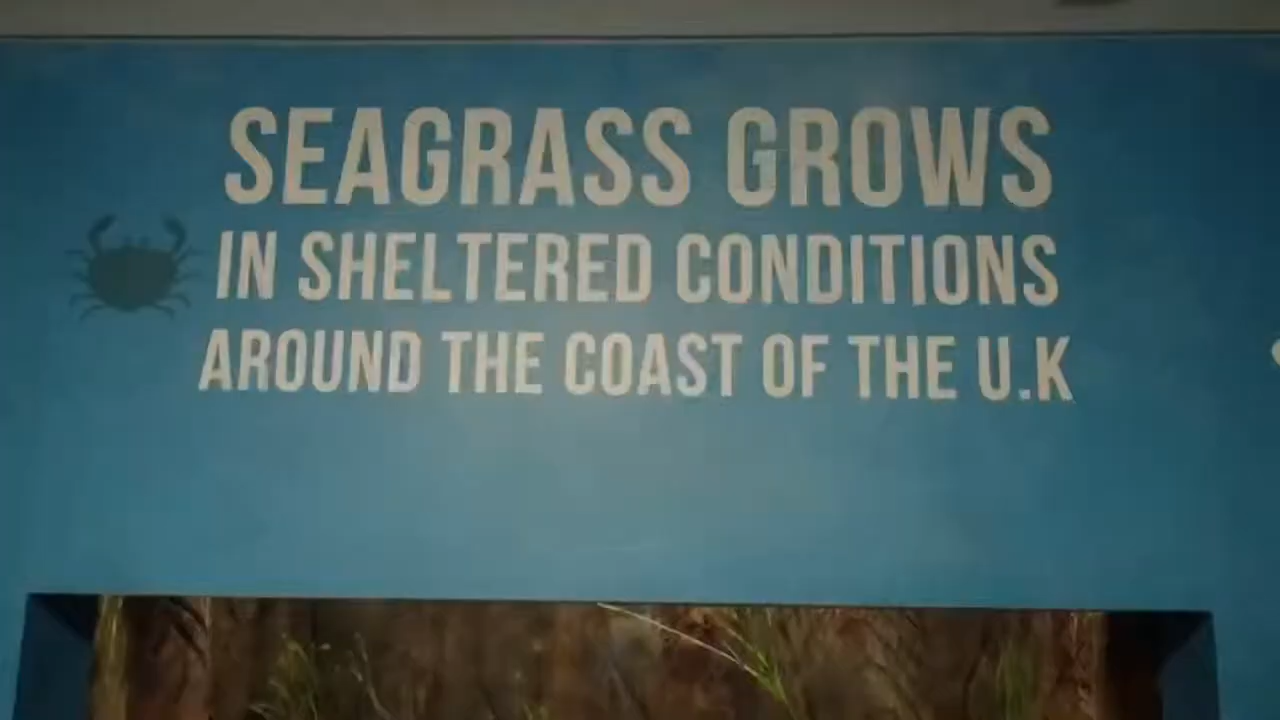 SEAGRASS GROWS
IN SHELTERED CONDITIONS
AROUND THE COAST OF THE U.K